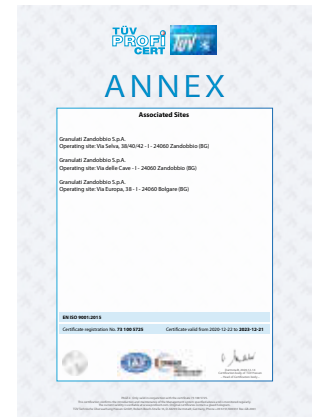 TÜV
PROFI
CERT
TÜV
ANNEX
Associated Sites
Granulati Zandobbio S.p.A.
Operating site: Via Selva, 38/40/42 - I - 24060 Zandobbio (BG)
Granulati Zandobbio S.p.A.
Operating site: Via delle Cave - I - 24060 Zandobbio (BG)
Granulati Zandobbio S.p.A.
Operating site: Via Europa, 38 - I - 24060 Bolgare (BG)
EN ISO 9001:2015
Certificate registration No. 73 100 5725 Certificate valid from 2020-12-22 to 2023-12-21
IAF